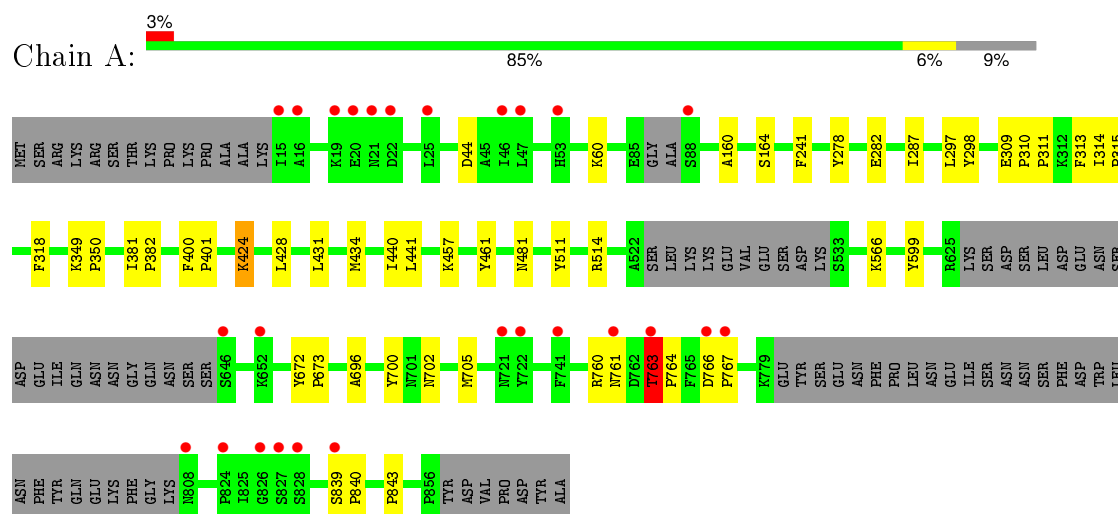 3%
Chain A:
85% 6% 9%
MET SER ARG LYS ARG SER THR LYS PRO LYS PRO ALA ALA LYS I15 A16 K19 E20 N21 D22 L25 D44 A45 I46 L47 H53 K60 E85 GLY ALA S88 A160 S164 F241 Y278 E282 I287 L297 Y298 E309 P310 P311 K312 F313 I314 P315
F318 K349 P350 I381 P382 F400 P401 K424 L428 L431 M434 I440 L441 K457 Y461 N481 Y511 R514 A522 SER LEU LYS LYS GLU VAL GLU SER ASP LYS S533 K566 Y599 R625 LYS SER ASP SER LEU ASP GLU ASN SER
ASP GLU ILE GLN ASN ASN GLY GLN ASN SER SER S646 K652 Y672 P673 A696 Y700 N701 N702 M705 N721 Y722 F741 R760 N761 D762 I763 P764 F765 D766 P767 K779 GLU TYR SER GLU ASN PHE PRO LEU ASN GLU ILE SER ASN ASN SER PHE ASP TRP LEU
ASN PHE TYR GLN GLU LYS PHE GLY LYS N808 P824 I825 G826 S827 S828 S839 P840 P843 P856 TYR ASP VAL PRO ASP TYR ALA